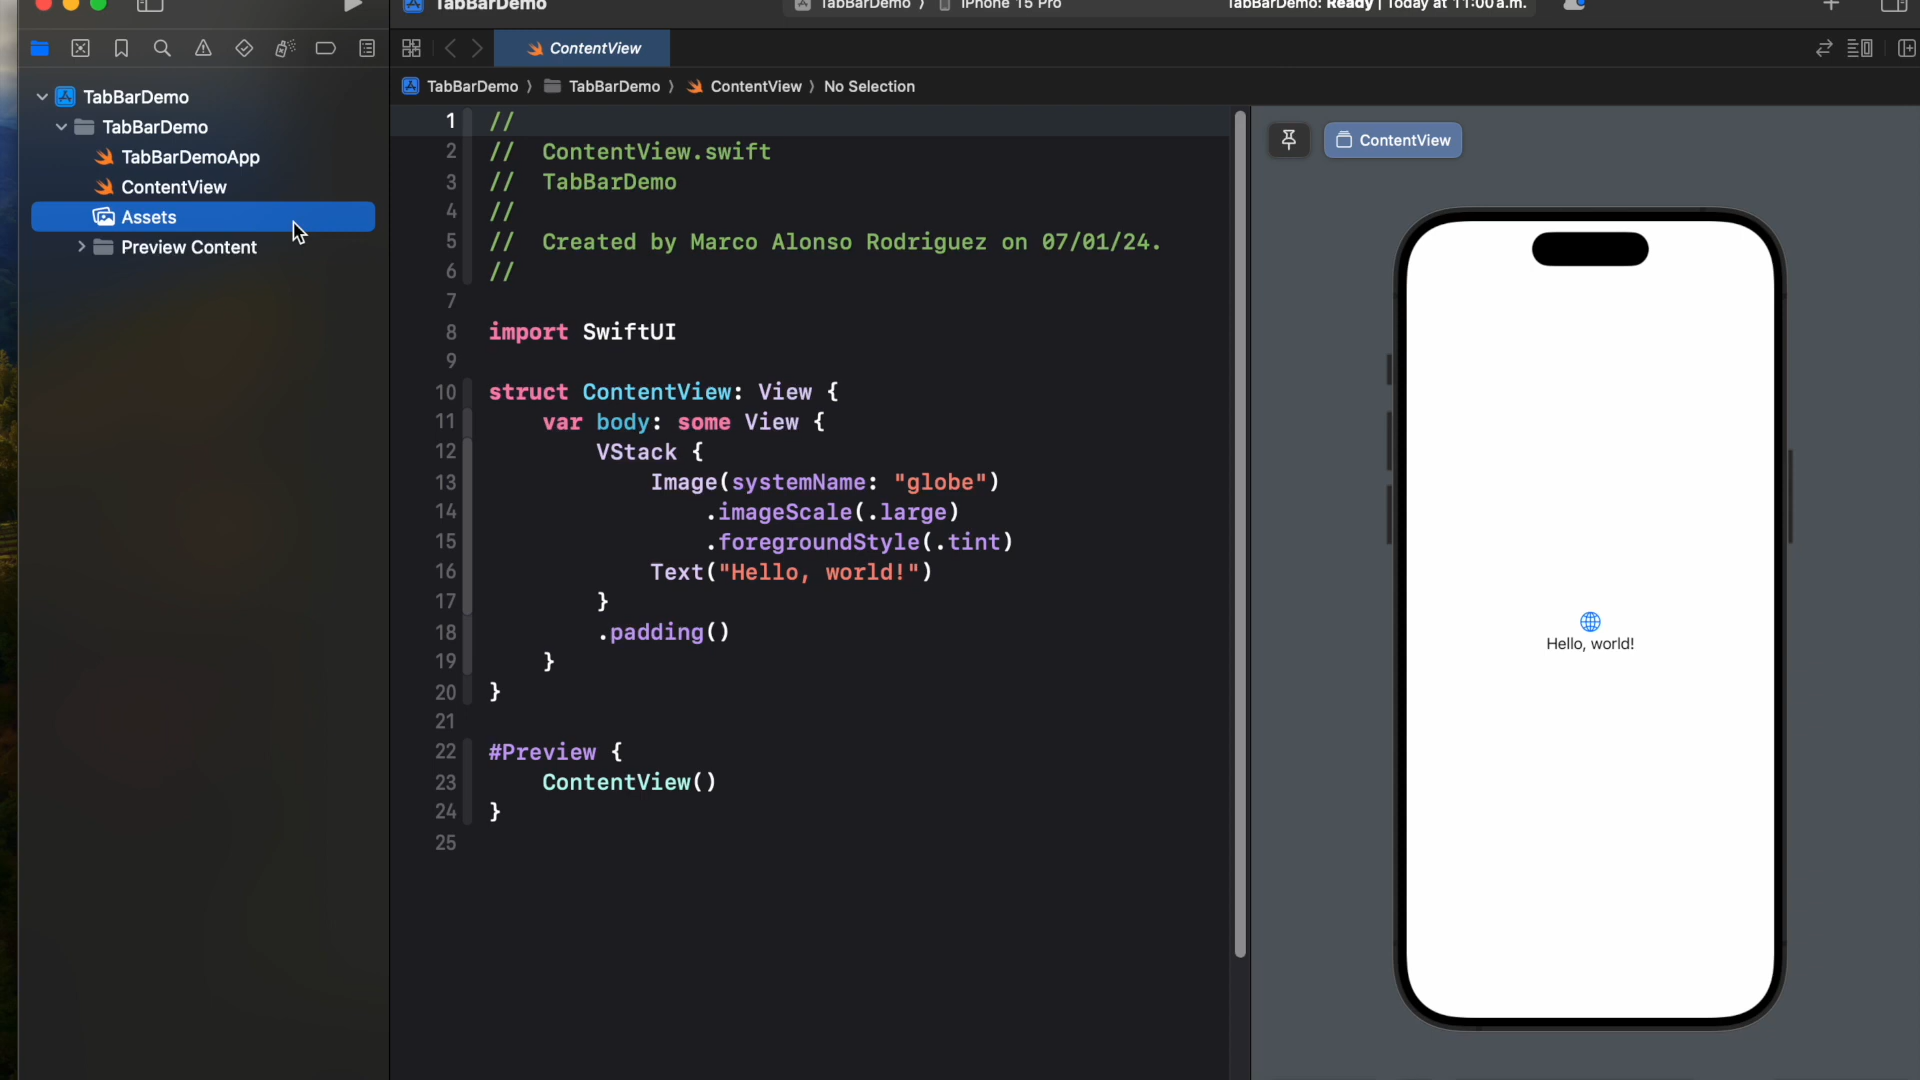 TabBarDemo
TabBarDemo 〉 iPhone 15 Pro
TabBarDemo: Ready | Today at 11:00 a.m.
ContentView
TabBarDemo 〉 TabBarDemo 〉 ContentView 〉 No Selection
TabBarDemo
TabBarDemo
TabBarDemoApp
ContentView
Assets
Preview Content
1 //
2 //  ContentView.swift
3 //  TabBarDemo
4 //
5 //  Created by Marco Alonso Rodriguez on 07/01/24.
6 //
7
8 import SwiftUI
9
10 struct ContentView: View {
11     var body: some View {
12         VStack {
13             Image(systemName: "globe")
14                 .imageScale(.large)
15                 .foregroundStyle(.tint)
16             Text("Hello, world!")
17         }
18         .padding()
19     }
20 }
21
22 #Preview {
23     ContentView()
24 }
25
ContentView
Hello, world!